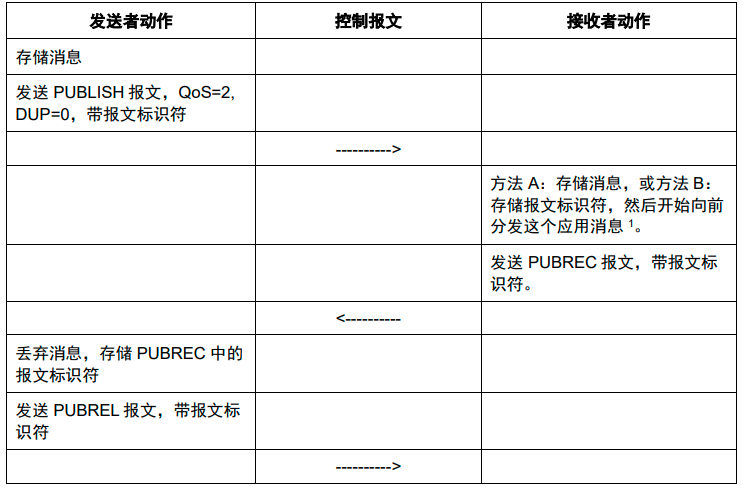 发送者动作 控制报文 接收者动作
存储消息
发送 PUBLISH 报文，QoS=2,
DUP=0，带报文标识符
---------->
方法 A：存储消息，或方法 B：
存储报文标识符，然后开始向前
分发这个应用消息 1。
发送 PUBREC 报文，带报文标
识符。
<----------
丢弃消息，存储 PUBREC 中的
报文标识符
发送 PUBREL 报文，带报文标
识符
---------->